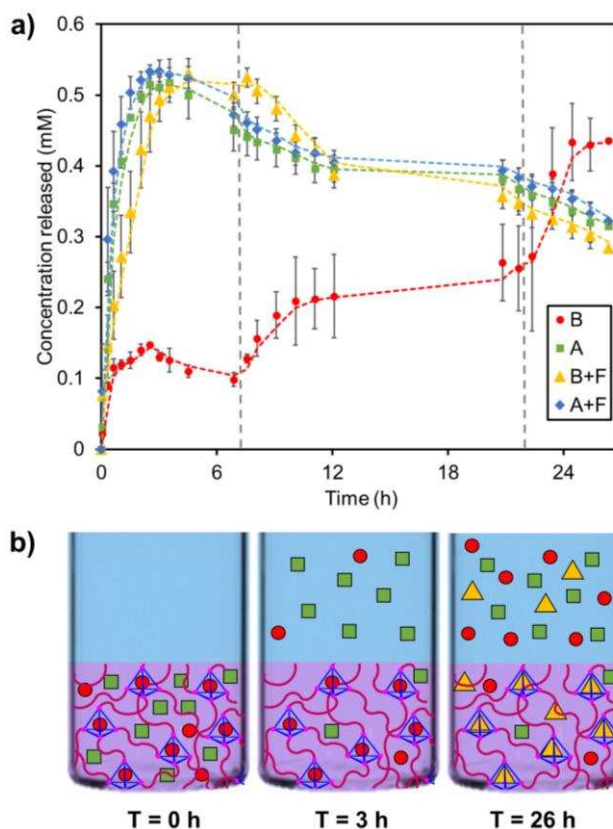 a)
0.6
0.5
0.4
0.3
0.2
0.1
0
Concentration released (mM)
0
6
12
18
24
Time (h)
B
A
B+F
A+F
b)
T = 0 h
T = 3 h
T = 26 h